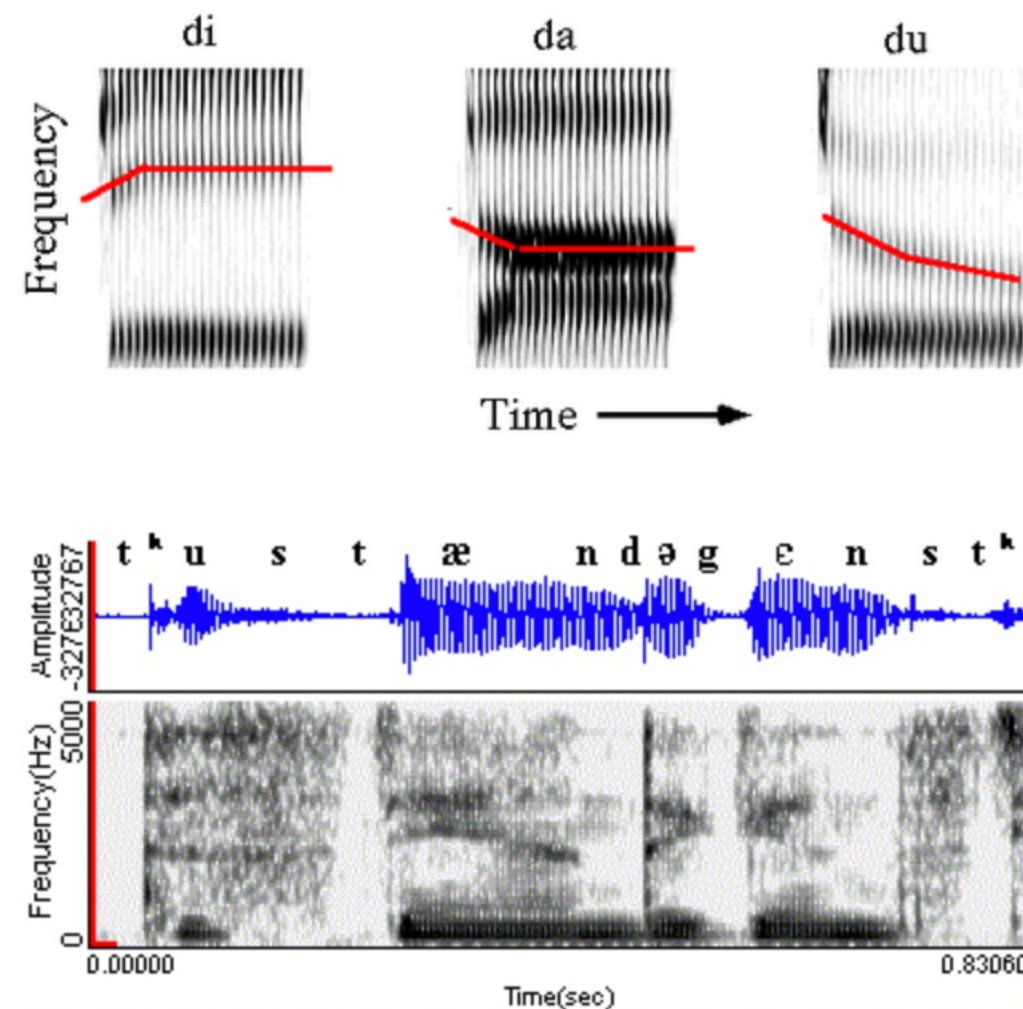 di da du
Frequency
Time
t ʰ u s t æ n d ə g ɛ n s t ʰ
Amplitude
-32768 32767
Frequency(Hz)
5000
0
0.00000 0.83060
Time(sec)